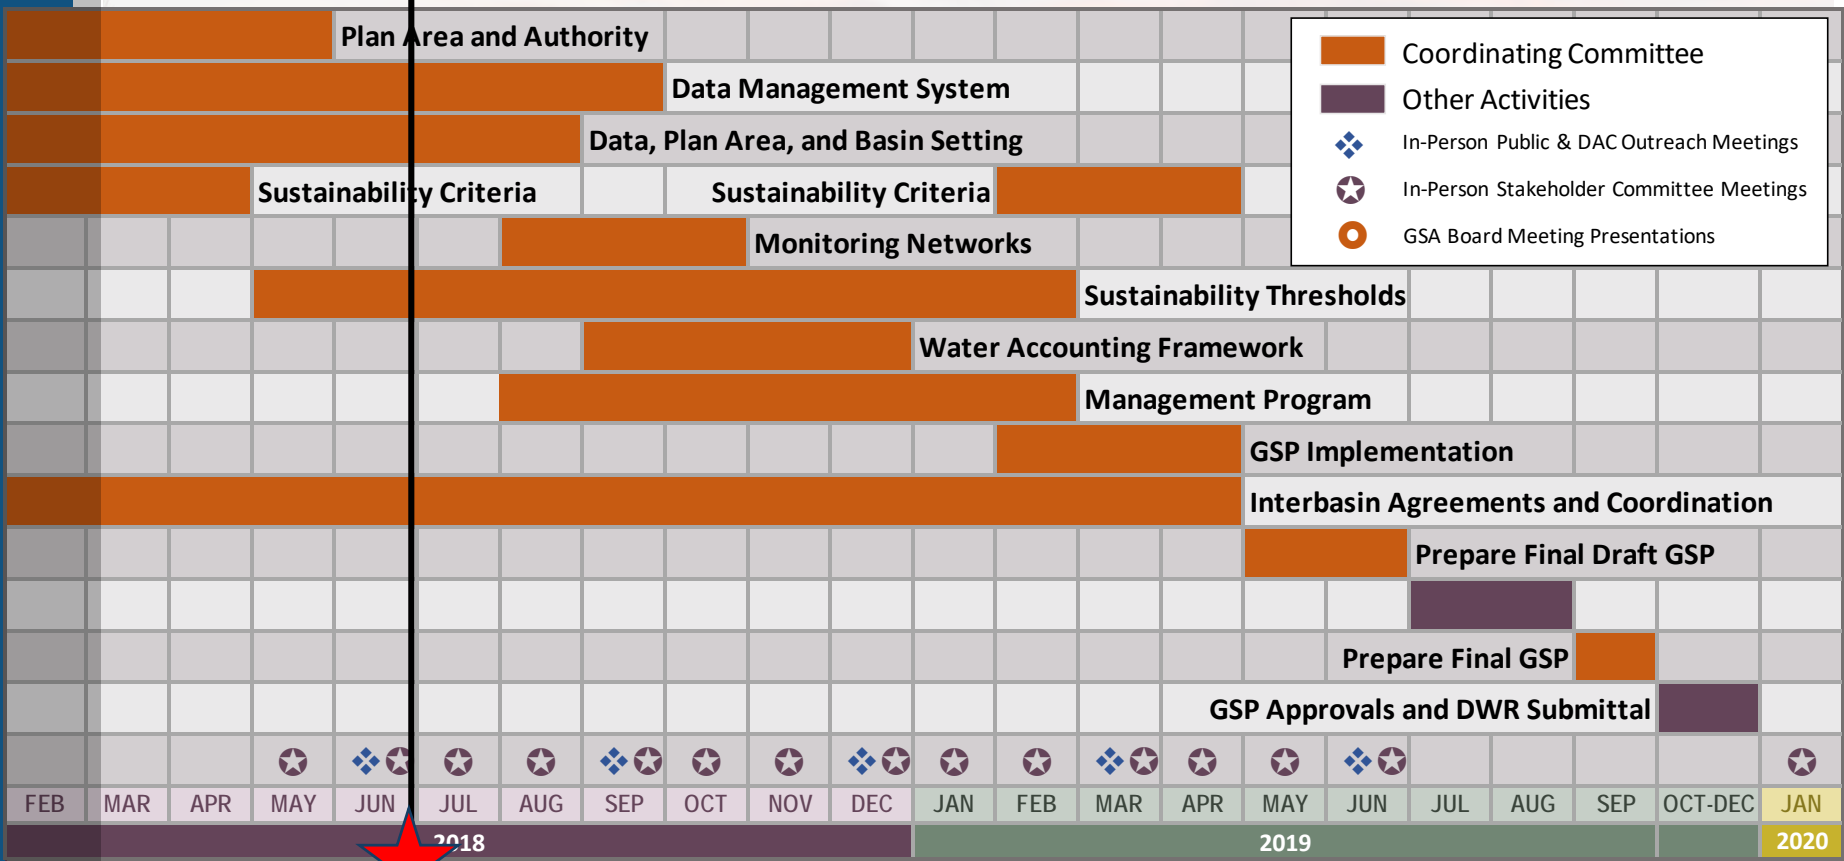 Plan Area and Authority
Coordinating Committee
Data Management System
Other Activities
Data, Plan Area, and Basin Setting
In-Person Public & DAC Outreach Meetings
Sustainability Criteria Sustainability Criteria
In-Person Stakeholder Committee Meetings
Monitoring Networks
GSA Board Meeting Presentations
Sustainability Thresholds
Water Accounting Framework
Management Program
GSP Implementation
Interbasin Agreements and Coordination
Prepare Final Draft GSP
Prepare Final GSP
GSP Approvals and DWR Submittal
FEB MAR APR MAY JUN JUL AUG SEP OCT NOV DEC JAN FEB MAR APR MAY JUN JUL AUG SEP OCT-DEC JAN
2018 2019 2020